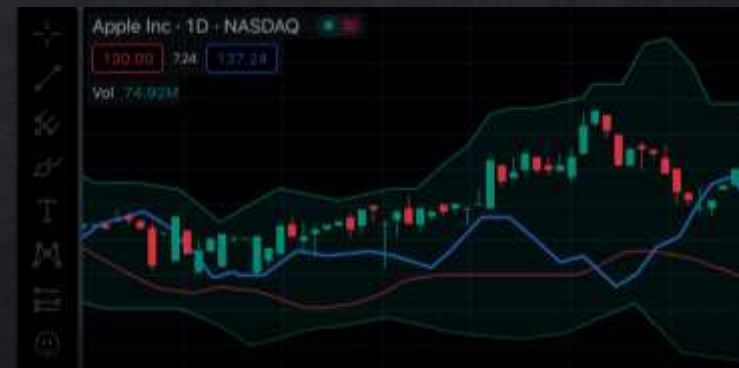 Apple Inc · 1D · NASDAQ
130.00 7.24 137.24
Vol 74.92M
T